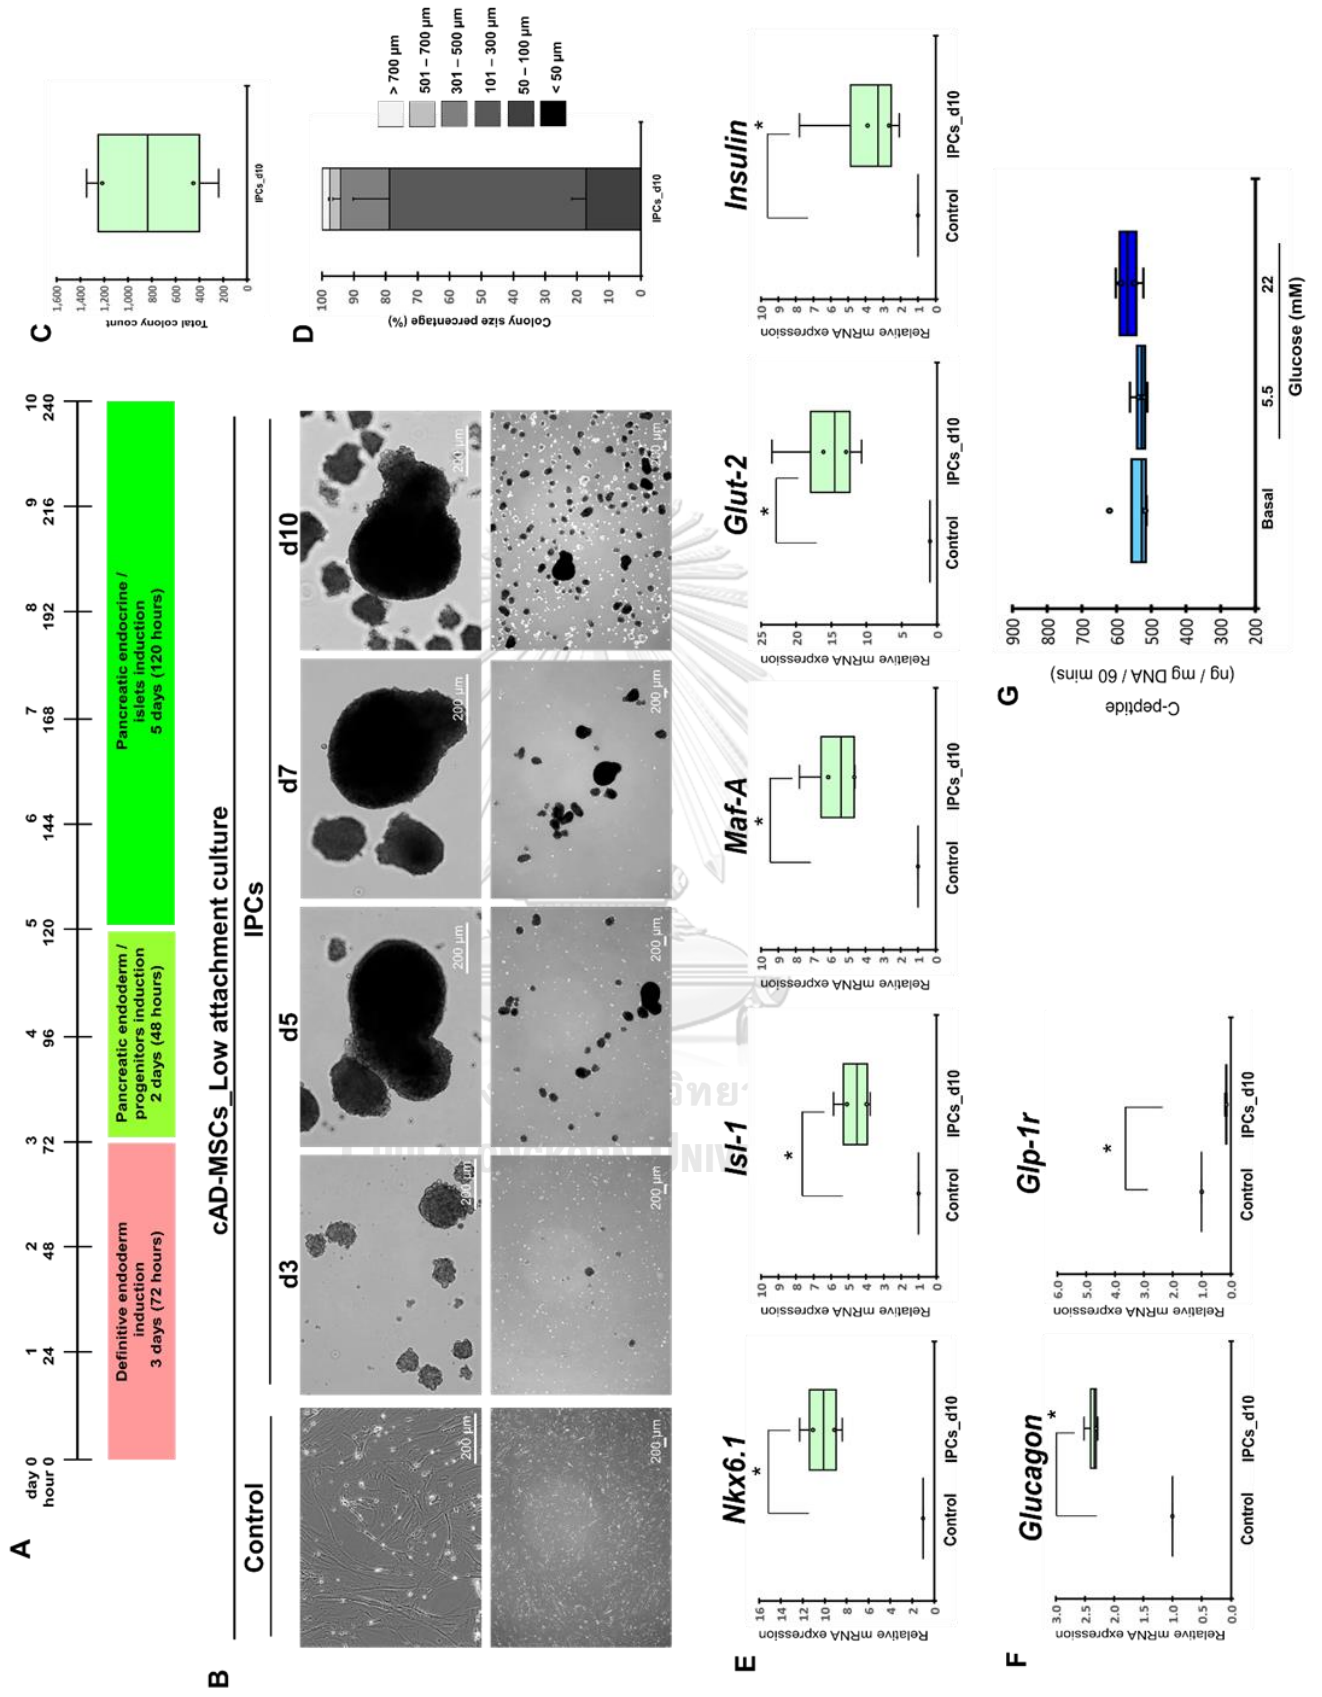 A
day 0 1 2 3 4 5 6 7 8 9 10
hour 0 24 48 72 96 120 144 168 192 216 240
Definitive endoderm
induction
3 days (72 hours)
Pancreatic endoderm /
progenitors induction
2 days (48 hours)
Pancreatic endocrine /
islets induction
5 days (120 hours)
B
cAD-MSCs_Low attachment culture
Control
IPCs
d3
d5
d7
d10
200 µm
200 µm
200 µm
200 µm
200 µm
200 µm
200 µm
200 µm
200 µm
C
Total colony count
1,600
1,400
1,200
1,000
800
600
400
200
0
IPCs_d10
D
Colony size percentage (%)
100
90
80
70
60
50
40
30
20
10
0
IPCs_d10
> 700 µm
501 – 700 µm
301 – 500 µm
101 – 300 µm
50 – 100 µm
< 50 µm
E
Nkx6.1
Relative mRNA expression
16
14
12
10
8
6
4
2
0
*
Control IPCs_d10
Isl-1
Relative mRNA expression
10
9
8
7
6
5
4
3
2
1
0
*
Control IPCs_d10
Maf-A
Relative mRNA expression
10
9
8
7
6
5
4
3
2
1
0
*
Control IPCs_d10
Glut-2
Relative mRNA expression
25
20
15
10
5
0
*
Control IPCs_d10
Insulin
Relative mRNA expression
10
9
8
7
6
5
4
3
2
1
0
*
Control IPCs_d10
F
Glucagon
Relative mRNA expression
3.0
2.5
2.0
1.5
1.0
0.5
0.0
*
Control IPCs_d10
Glp-1r
Relative mRNA expression
6.0
5.0
4.0
3.0
2.0
1.0
0.0
*
Control IPCs_d10
G
C-peptide
(ng / mg DNA / 60 mins)
900
800
700
600
500
400
300
200
Basal 5.5 22
Glucose (mM)